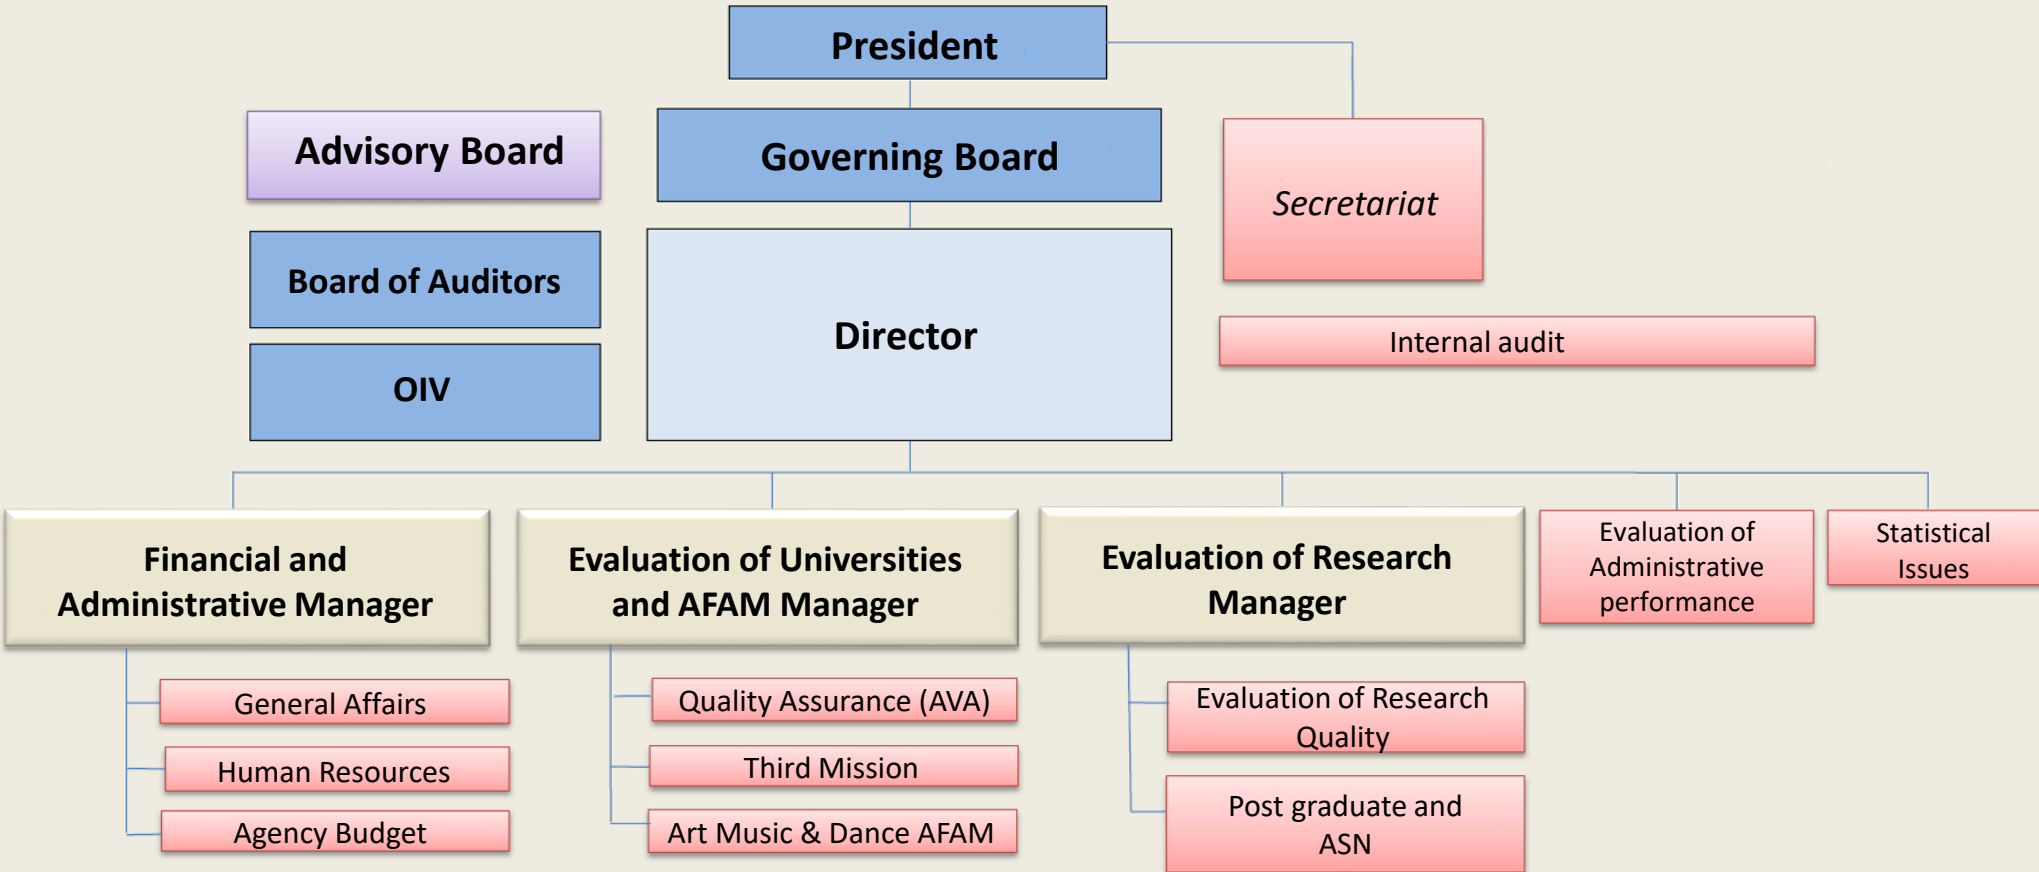 President
Advisory Board
Governing Board
Secretariat
Board of Auditors
Director
Internal audit
OIV
Financial and
Administrative Manager
Evaluation of Universities
and AFAM Manager
Evaluation of Research
Manager
Evaluation of
Administrative
performance
Statistical
Issues
General Affairs
Human Resources
Agency Budget
Quality Assurance (AVA)
Third Mission
Art Music & Dance AFAM
Evaluation of Research
Quality
Post graduate and
ASN